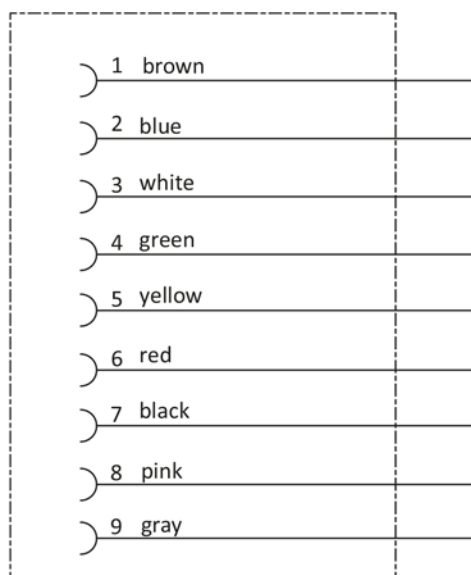 1 brown
2 blue
3 white
4 green
5 yellow
6 red
7 black
8 pink
9 gray